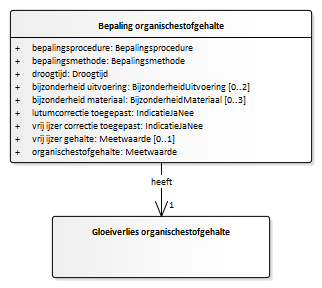 Bepaling organischestofgehalte
+ bepalingsprocedure: Bepalingsprocedure
+ bepalingsmethode: Bepalingsmethode
+ droogtijd: Droogtijd
+ bijzonderheid uitvoering: BijzonderheidUitvoering [0..2]
+ bijzonderheid materiaal: BijzonderheidMateriaal [0..3]
+ lutumcorrectie toegepast: IndicatieJaNee
+ vrij ijzer correctie toegepast: IndicatieJaNee
+ vrij ijzer gehalte: Meetwaarde [0..1]
+ organischestofgehalte: Meetwaarde
heeft
1
Gloeiverlies organischestofgehalte